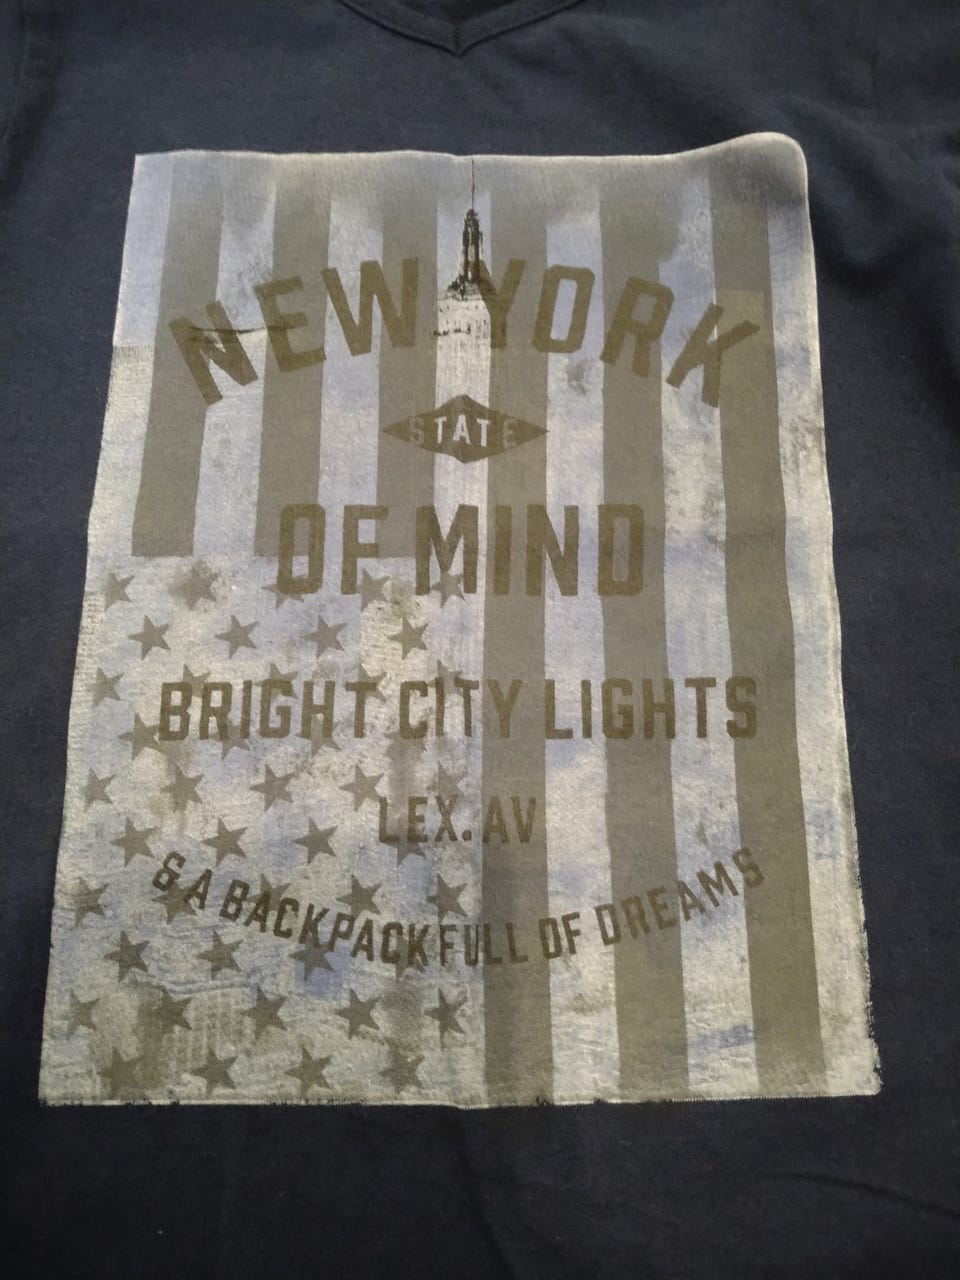 NEW YORK
STATE
OF MIND
BRIGHT CITY LIGHTS
LEX. AV
& A BACKPACK FULL OF DREAMS